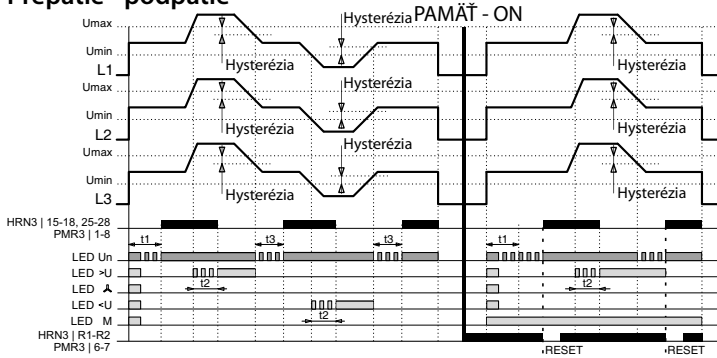 Prepätie - podpätie
PAMÄŤ - ON
Umax
Hysterézia
Umin
Hysterézia
Hysterézia
L1
Umax
Hysterézia
Umin
Hysterézia
Hysterézia
L2
Umax
Hysterézia
Umin
Hysterézia
Hysterézia
L3
HRN3 | 15-18, 25-28
PMR3 | 1-8
t1
t3
t3
t1
LED Un
LED >U
t2
t2
LED
LED <U
t2
LED M
HRN3 | R1-R2
PMR3 | 6-7
RESET
RESET